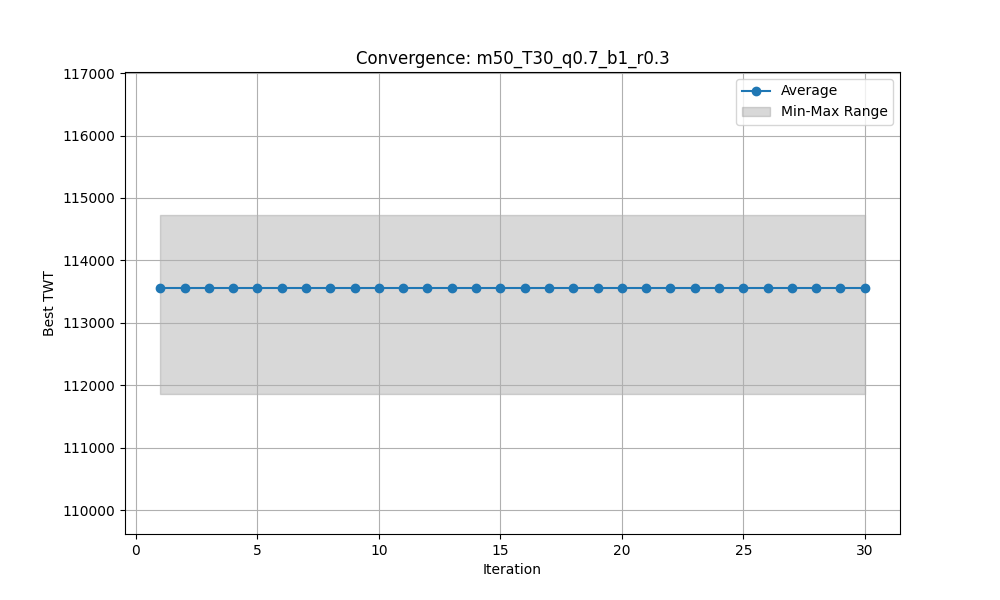 Convergence: m50_T30_q0.7_b1_r0.3
117000
116000
115000
114000
113000
112000
111000
110000
Best TWT
Average
Min-Max Range
0 5 10 15 20 25 30
Iteration